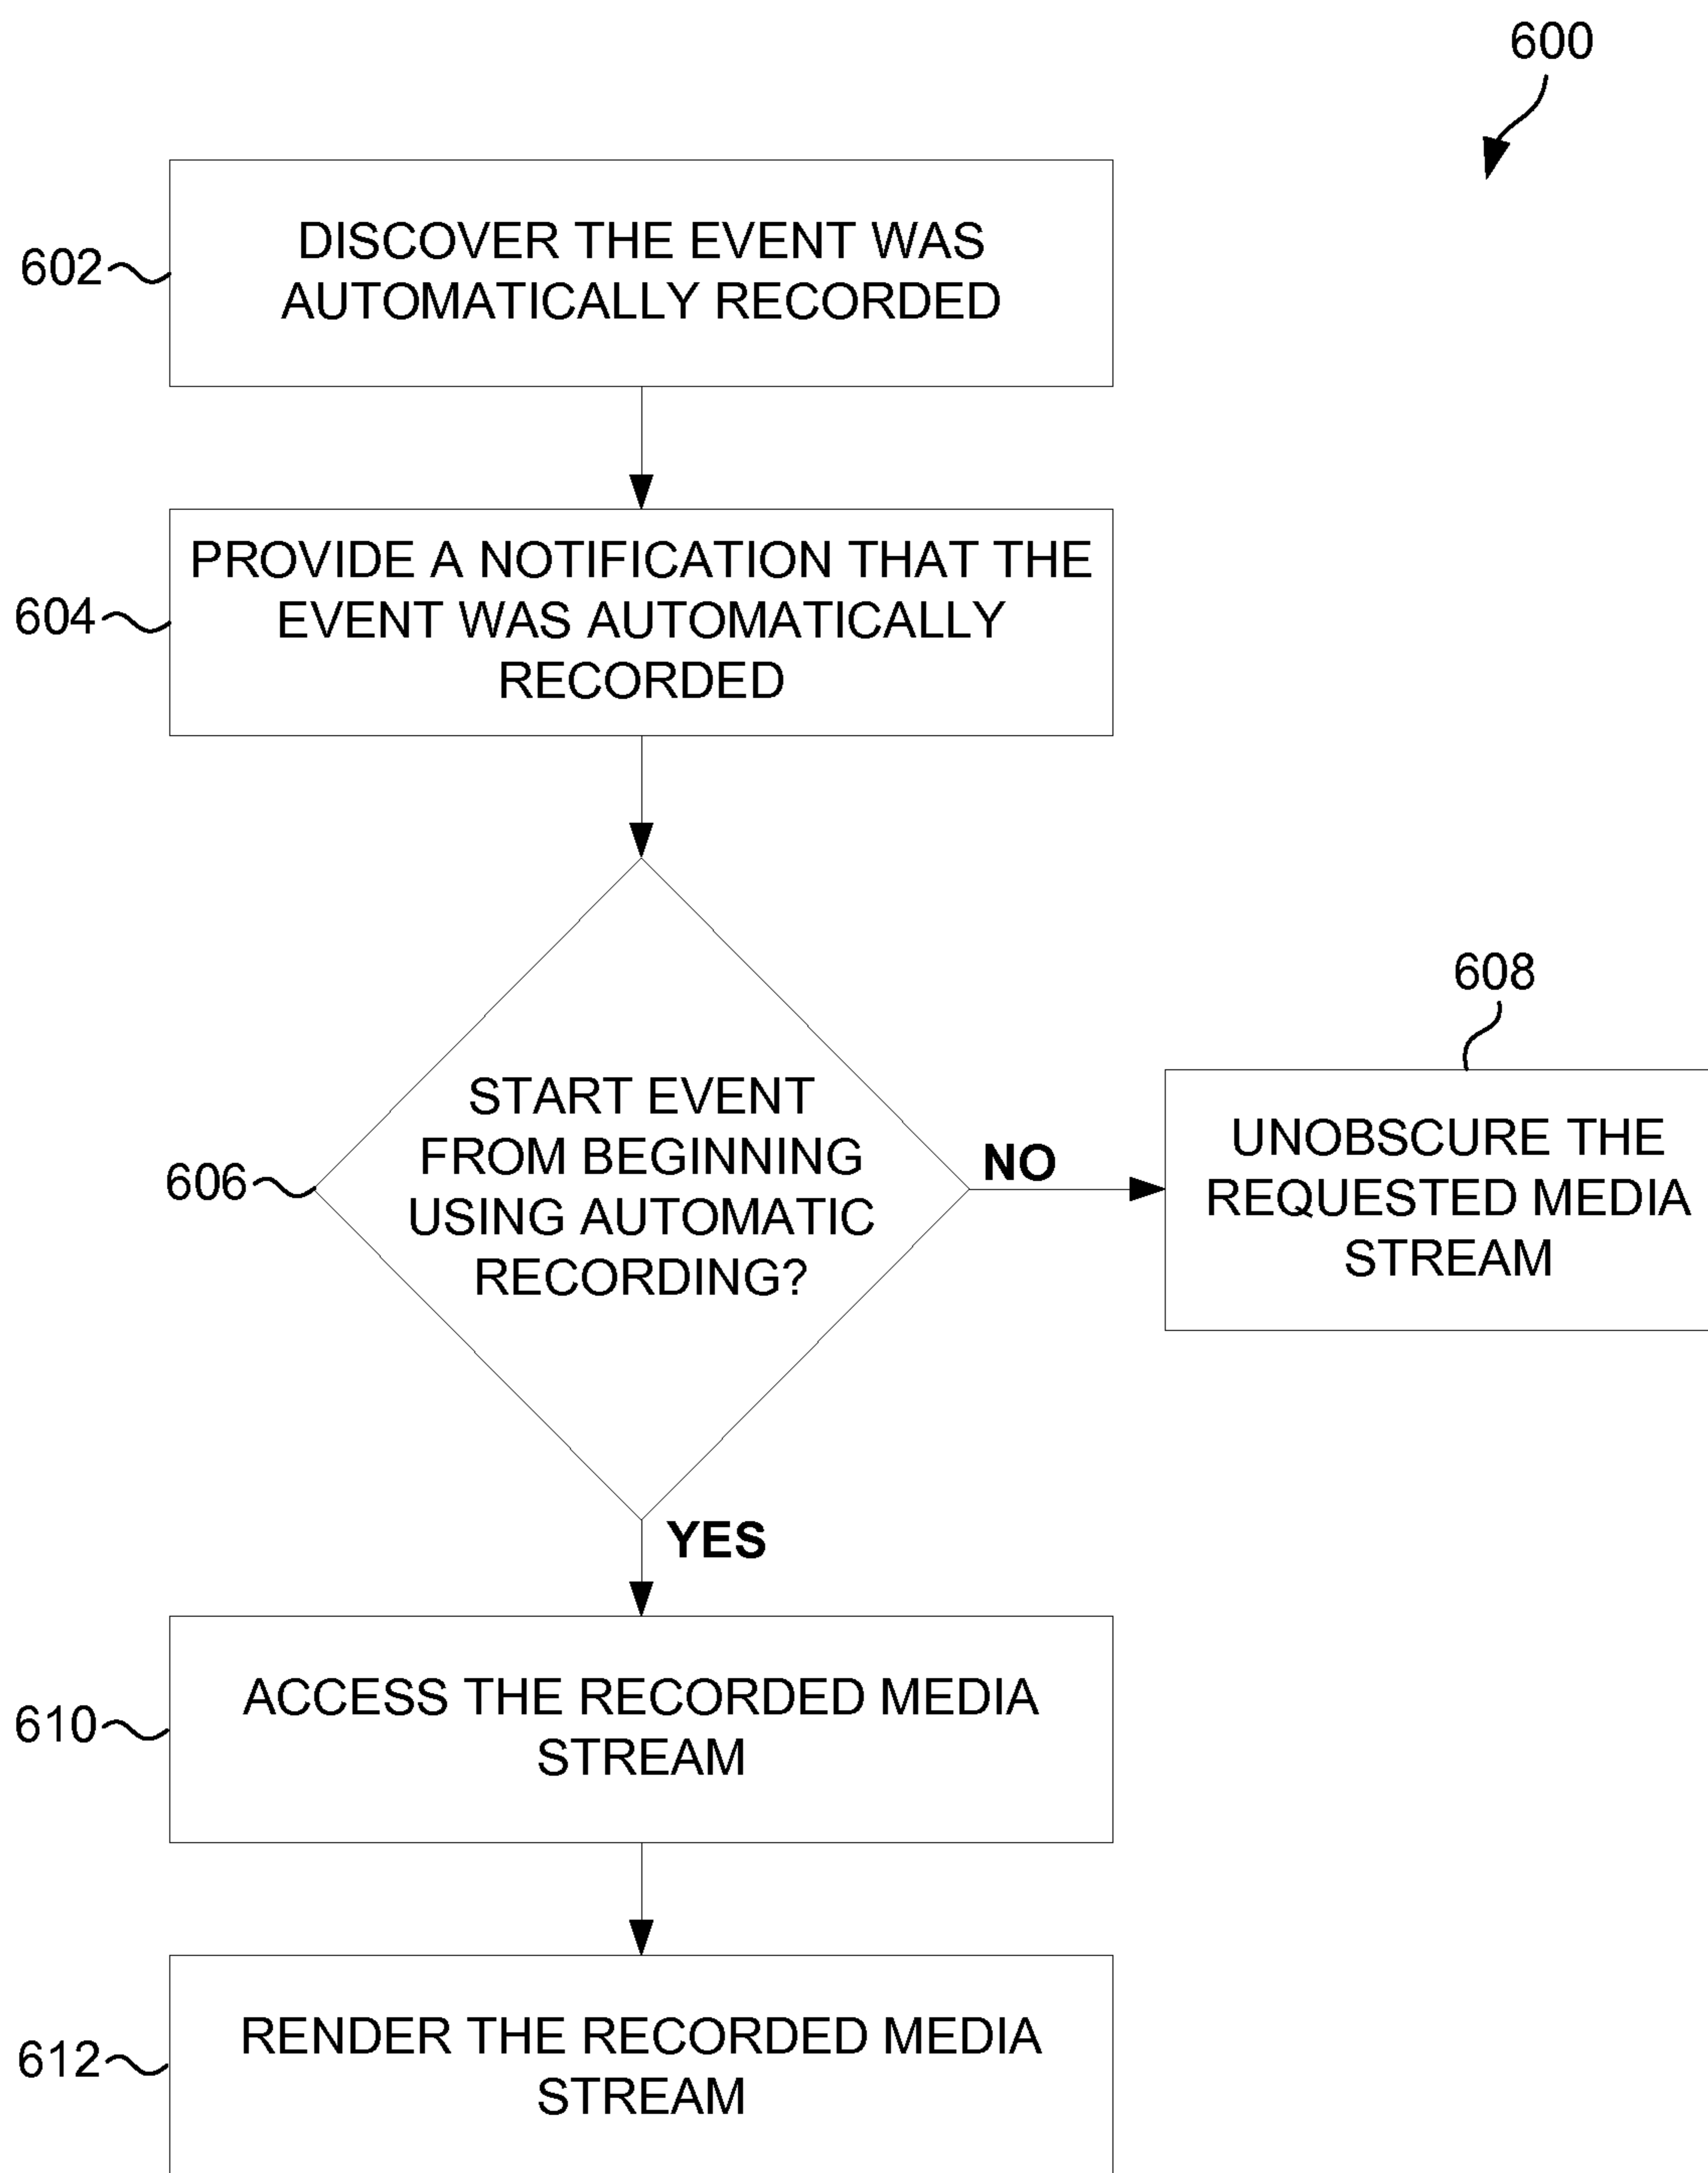 600
602
DISCOVER THE EVENT WAS
AUTOMATICALLY RECORDED
604
PROVIDE A NOTIFICATION THAT THE
EVENT WAS AUTOMATICALLY
RECORDED
606
START EVENT
FROM BEGINNING
USING AUTOMATIC
RECORDING?
NO
608
UNOBSCURE THE
REQUESTED MEDIA
STREAM
YES
610
ACCESS THE RECORDED MEDIA
STREAM
612
RENDER THE RECORDED MEDIA
STREAM